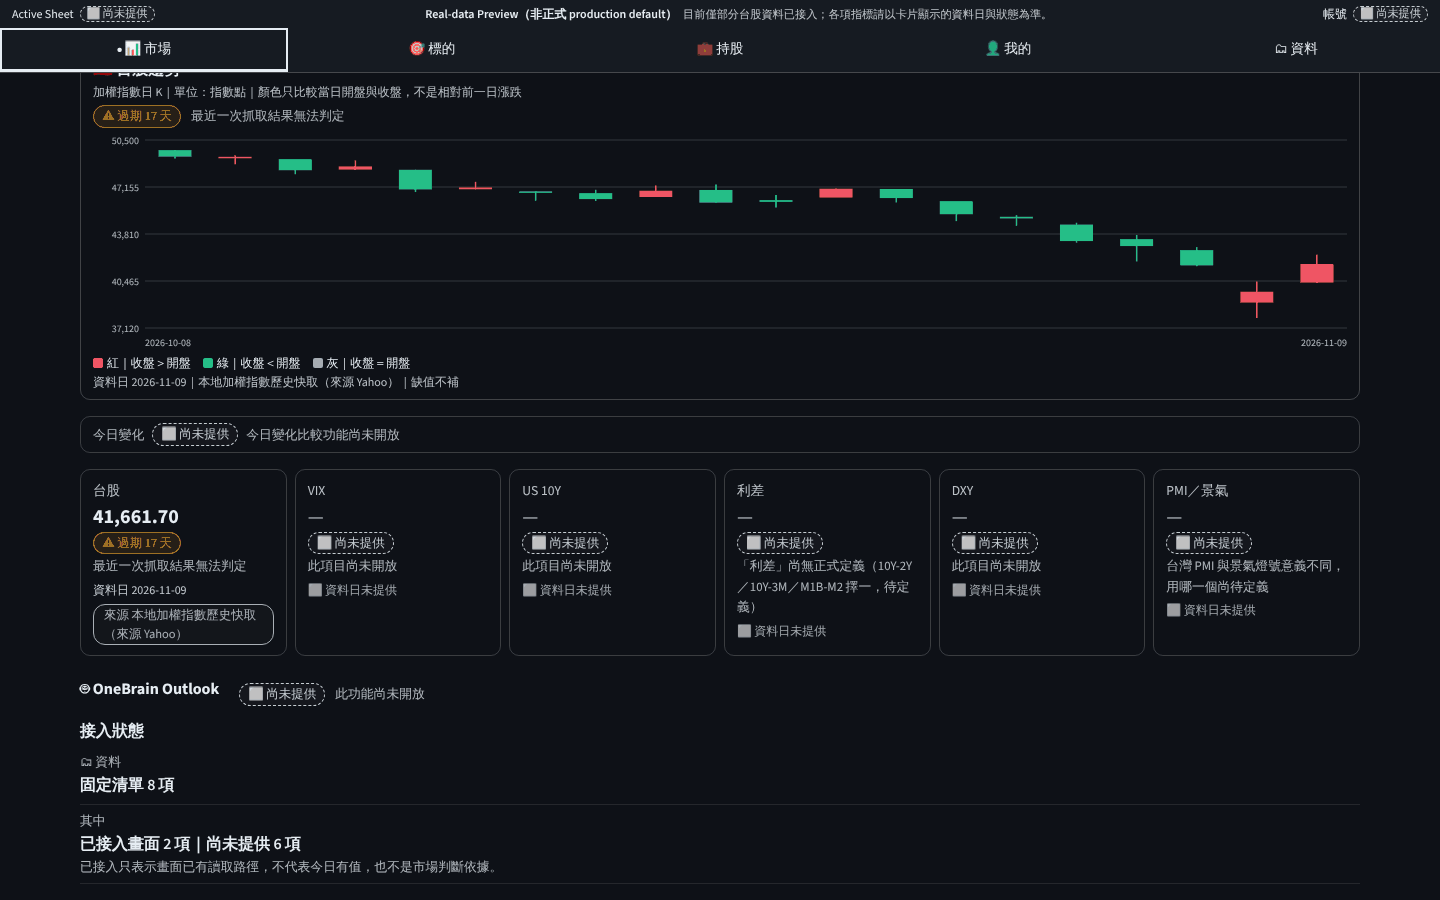 Active Sheet 尚未提供
Real-data Preview（非正式 production default） 目前僅部分台股資料已接入；各項指標請以卡片顯示的資料日與狀態為準。
帳號 尚未提供
市場
標的
持股
我的
資料
加權指數日 K｜單位：指數點｜顏色只比較當日開盤與收盤，不是相對前一日漲跌
過期 17 天 最近一次抓取結果無法判定
50,500
47,155
43,810
40,465
37,120
2026-10-08
2026-11-09
紅｜收盤＞開盤 綠｜收盤＜開盤 灰｜收盤＝開盤
資料日 2026-11-09｜本地加權指數歷史快取（來源 Yahoo）｜缺值不補
今日變化 尚未提供 今日變化比較功能尚未開放
台股
41,661.70
過期 17 天
最近一次抓取結果無法判定
資料日 2026-11-09
來源 本地加權指數歷史快取
（來源 Yahoo）
VIX
—
尚未提供
此項目尚未開放
資料日未提供
US 10Y
—
尚未提供
此項目尚未開放
資料日未提供
利差
—
尚未提供
「利差」尚無正式定義（10Y-2Y
／10Y-3M／M1B-M2 擇一，待定
義）
資料日未提供
DXY
—
尚未提供
此項目尚未開放
資料日未提供
PMI／景氣
—
尚未提供
台灣 PMI 與景氣燈號意義不同，
用哪一個尚待定義
資料日未提供
OneBrain Outlook 尚未提供 此功能尚未開放
接入狀態
資料
固定清單 8 項
其中
已接入畫面 2 項｜尚未提供 6 項
已接入只表示畫面已有讀取路徑，不代表今日有值，也不是市場判斷依據。